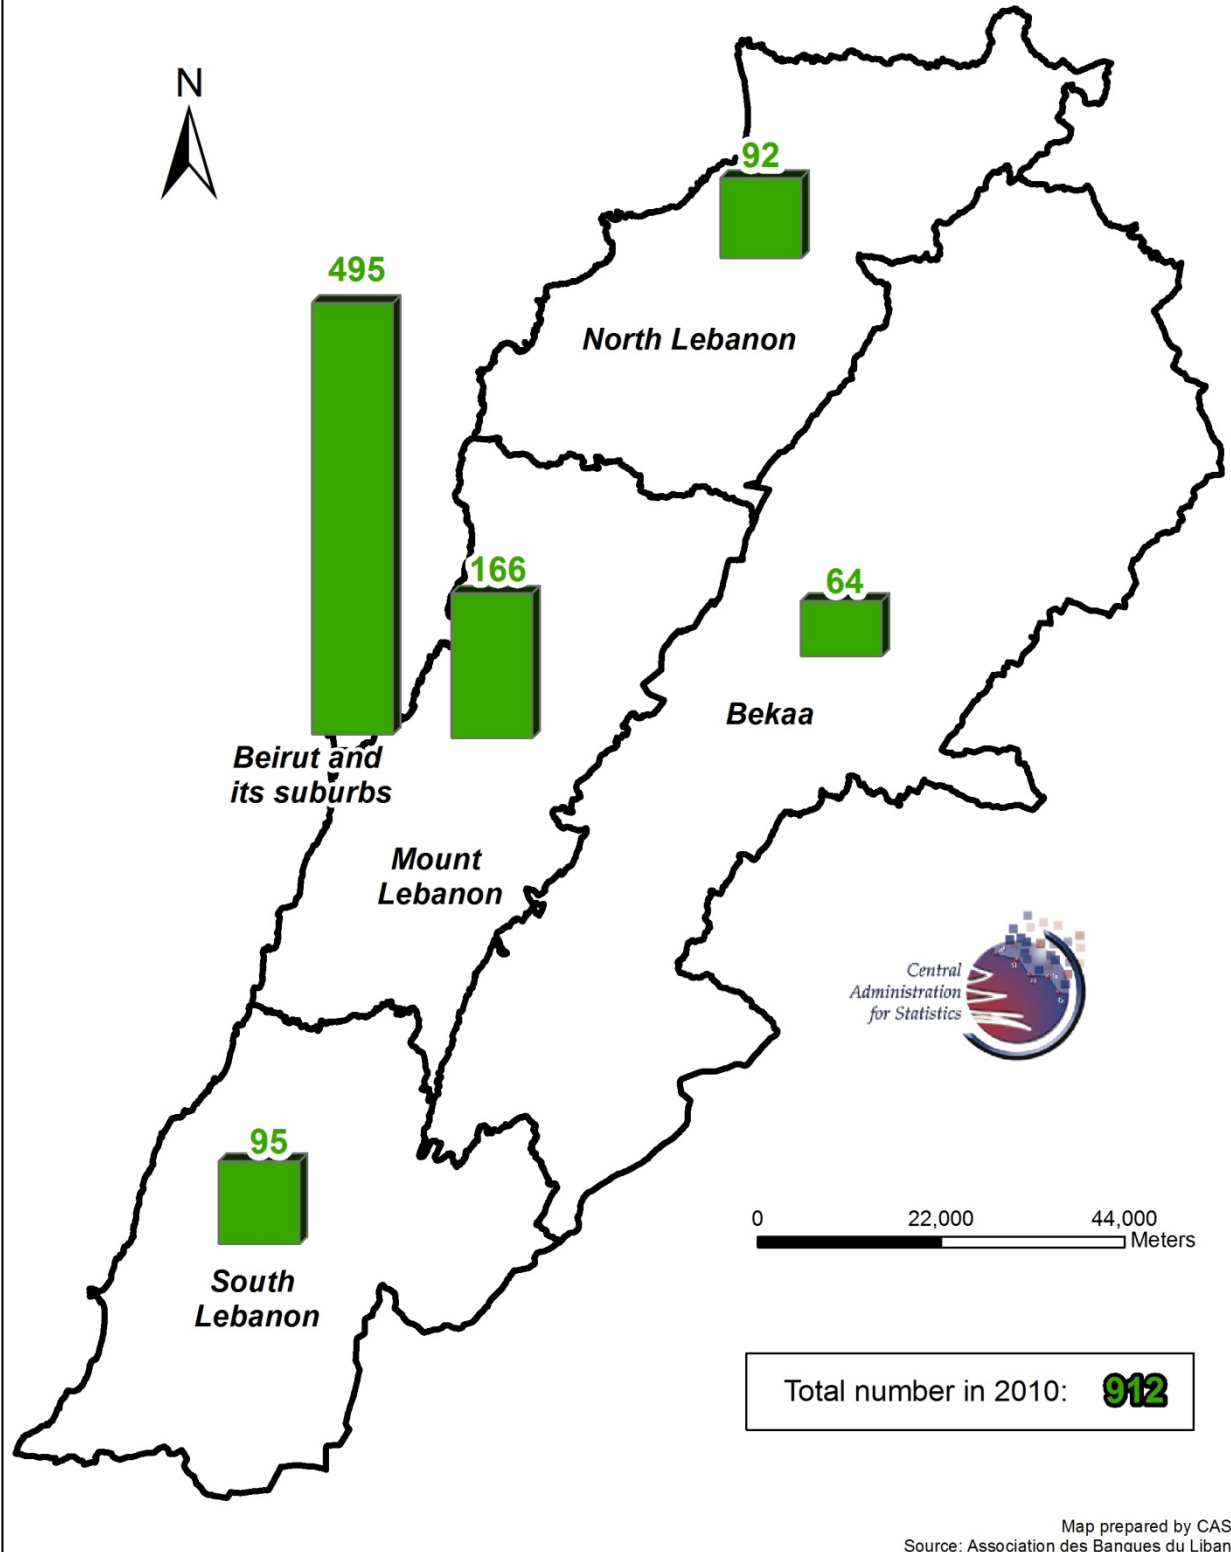 N
92
495
North Lebanon
166
64
Bekaa
Beirut and
its suburbs
Mount
Lebanon
Central
Administration
for Statistics
95
South
Lebanon
0 22,000 44,000
Meters
Total number in 2010: 912
Map prepared by CAS
Source: Association des Banques du Liban